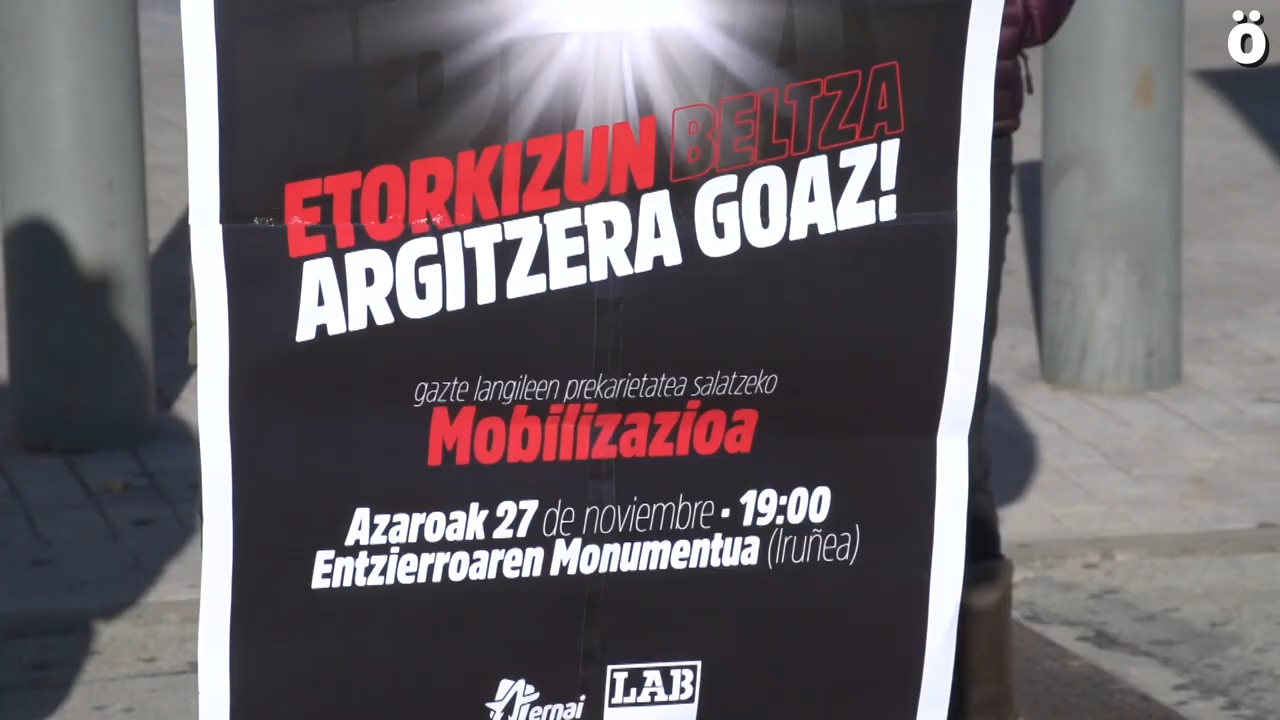 ö
ETORKIZUN BELTZA
ARGITZERA GOAZ!
gazte langileen prekarietatea salatzeko
Mobilizazioa
Azaroak 27 de noviembre · 19:00
Entzierroaren Monumentua (Iruñea)
ernai
LAB